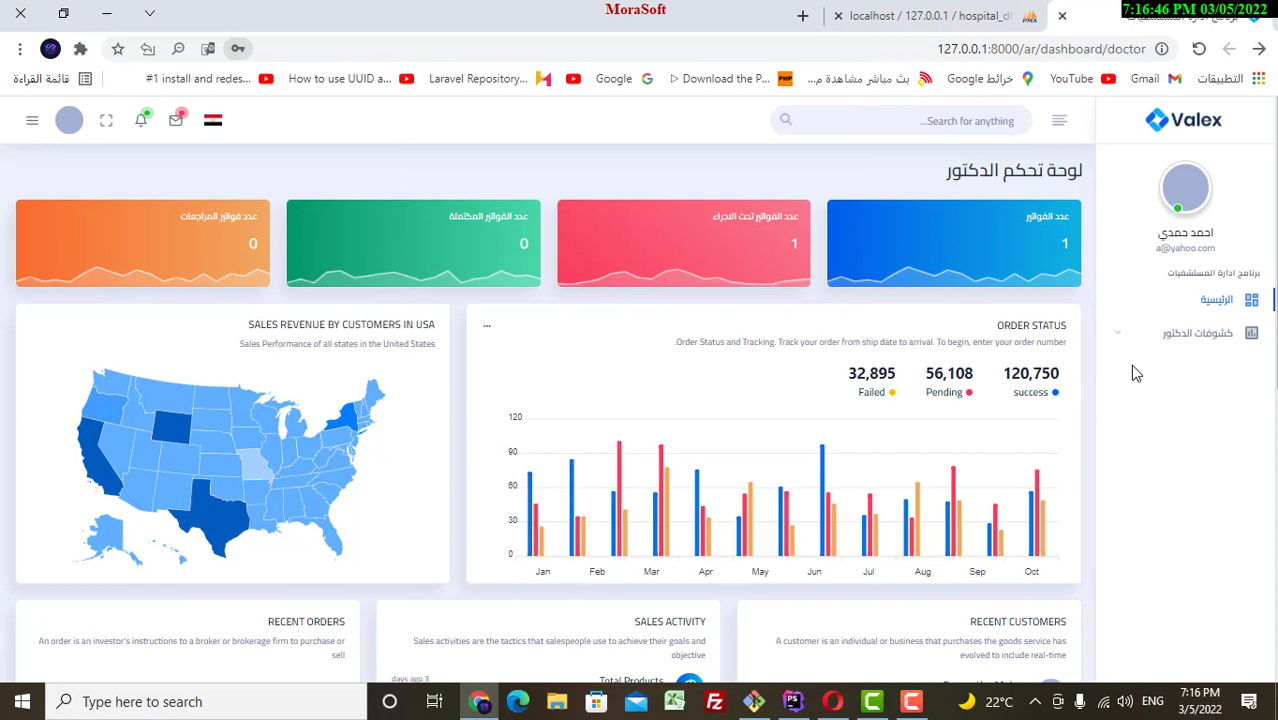 MoraSoft
7:16:46 PM 03/05/2022
localhost / 127.0.0.1 / hospital_d
127.0.0.1:8000/ar/dashboard/doctor
التطبيقات
Gmail
YouTube
خرائط Google
بث مباشر مشاهدة م...
Download the P...
Google
Laravel Repository...
How to use UUID a...
#1 install and redes...
قائمة القراءة
Valex
Search for anything...
احمد حمدي
a@yahoo.com
برنامج ادارة المستشفيات
الرئيسية
كشوفات الدكتور
لوحة تحكم الدكتور
عدد الفواتير
1
عدد الفواتير تحت الاجراء
1
عدد الفواتير المكتملة
0
عدد فواتير المراجعات
0
ORDER STATUS
...
Order Status and Tracking. Track your order from ship date to arrival. To begin, enter your order number.
120,750
56,108
32,895
success
Pending
Failed
120
90
60
30
0
Jan Feb Mar Apr May Jun Jul Aug Sep Oct
SALES REVENUE BY CUSTOMERS IN USA
Sales Performance of all states in the United States
RECENT CUSTOMERS
A customer is an individual or business that purchases the goods service has
evolved to include real-time
SALES ACTIVITY
Sales activities are the tactics that salespeople use to achieve their goals and
objective
Total Products
days ago 3
RECENT ORDERS
An order is an investor's instructions to a broker or brokerage firm to purchase or
sell
Type here to search
22°C
ENG
7:16 PM
3/5/2022